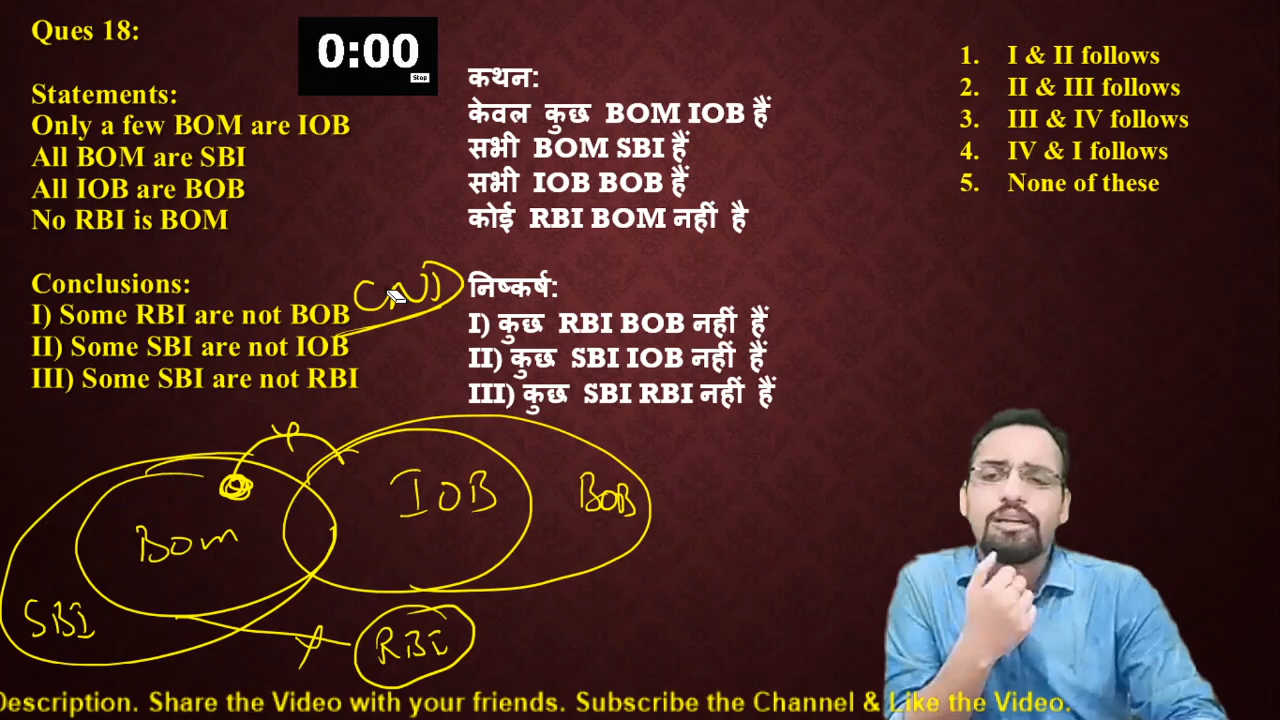 Ques 18:
0:00
Stop
Statements:
Only a few BOM are IOB
All BOM are SBI
All IOB are BOB
No RBI is BOM
Conclusions:
I) Some RBI are not BOB
II) Some SBI are not IOB
III) Some SBI are not RBI
कथन:
केवल कुछ BOM IOB हैं
सभी BOM SBI हैं
सभी IOB BOB हैं
कोई RBI BOM नहीं है
निष्कर्ष:
I) कुछ RBI BOB नहीं हैं
II) कुछ SBI IOB नहीं हैं
III) कुछ SBI RBI नहीं हैं
1. I & II follows
2. II & III follows
3. III & IV follows
4. IV & I follows
5. None of these
Bom
IOB
BOB
SBI
RBI
Description. Share the Video with your friends. Subscribe the Channel & Like the Video.